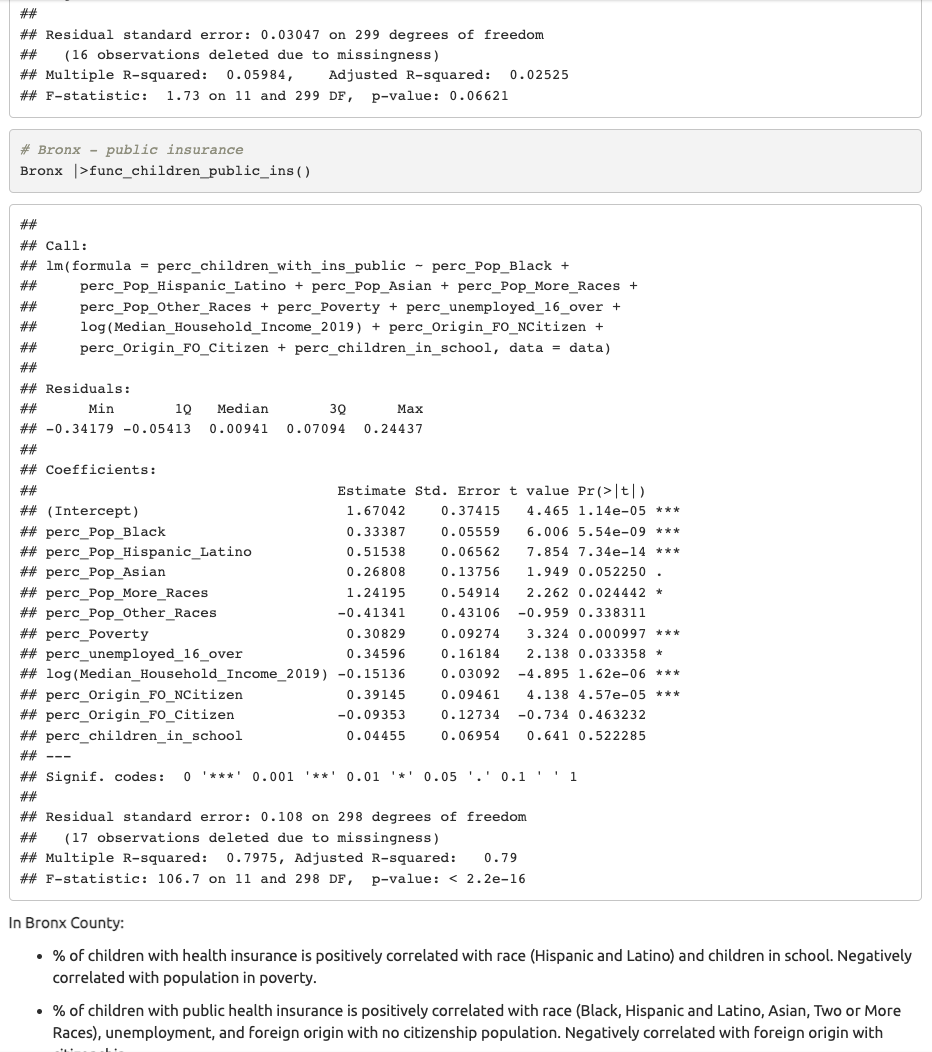 ##
## Residual standard error: 0.03047 on 299 degrees of freedom
##   (16 observations deleted due to missingness)
## Multiple R-squared:  0.05984,    Adjusted R-squared:  0.02525
## F-statistic:  1.73 on 11 and 299 DF,  p-value: 0.06621
# Bronx - public insurance
Bronx |>func_children_public_ins()
##
## Call:
## lm(formula = perc_children_with_ins_public ~ perc_Pop_Black +
##     perc_Pop_Hispanic_Latino + perc_Pop_Asian + perc_Pop_More_Races +
##     perc_Pop_Other_Races + perc_Poverty + perc_unemployed_16_over +
##     log(Median_Household_Income_2019) + perc_Origin_FO_NCitizen +
##     perc_Origin_FO_Citizen + perc_children_in_school, data = data)
##
## Residuals:
##      Min       1Q   Median       3Q      Max
## -0.34179 -0.05413  0.00941  0.07094  0.24437
##
## Coefficients:
##                                   Estimate Std. Error t value Pr(>|t|)
## (Intercept)                        1.67042    0.37415   4.465 1.14e-05 ***
## perc_Pop_Black                     0.33387    0.05559   6.006 5.54e-09 ***
## perc_Pop_Hispanic_Latino           0.51538    0.06562   7.854 7.34e-14 ***
## perc_Pop_Asian                     0.26808    0.13756   1.949 0.052250 .
## perc_Pop_More_Races                1.24195    0.54914   2.262 0.024442 *
## perc_Pop_Other_Races              -0.41341    0.43106  -0.959 0.338311
## perc_Poverty                       0.30829    0.09274   3.324 0.000997 ***
## perc_unemployed_16_over            0.34596    0.16184   2.138 0.033358 *
## log(Median_Household_Income_2019) -0.15136    0.03092  -4.895 1.62e-06 ***
## perc_Origin_FO_NCitizen            0.39145    0.09461   4.138 4.57e-05 ***
## perc_Origin_FO_Citizen            -0.09353    0.12734  -0.734 0.463232
## perc_children_in_school            0.04455    0.06954   0.641 0.522285
## ---
## Signif. codes:  0 '***' 0.001 '**' 0.01 '*' 0.05 '.' 0.1 ' ' 1
##
## Residual standard error: 0.108 on 298 degrees of freedom
##   (17 observations deleted due to missingness)
## Multiple R-squared:  0.7975, Adjusted R-squared:   0.79
## F-statistic: 106.7 on 11 and 298 DF,  p-value: < 2.2e-16
In Bronx County:
• % of children with health insurance is positively correlated with race (Hispanic and Latino) and children in school. Negatively
correlated with population in poverty.
• % of children with public health insurance is positively correlated with race (Black, Hispanic and Latino, Asian, Two or More
Races), unemployment, and foreign origin with no citizenship population. Negatively correlated with foreign origin with